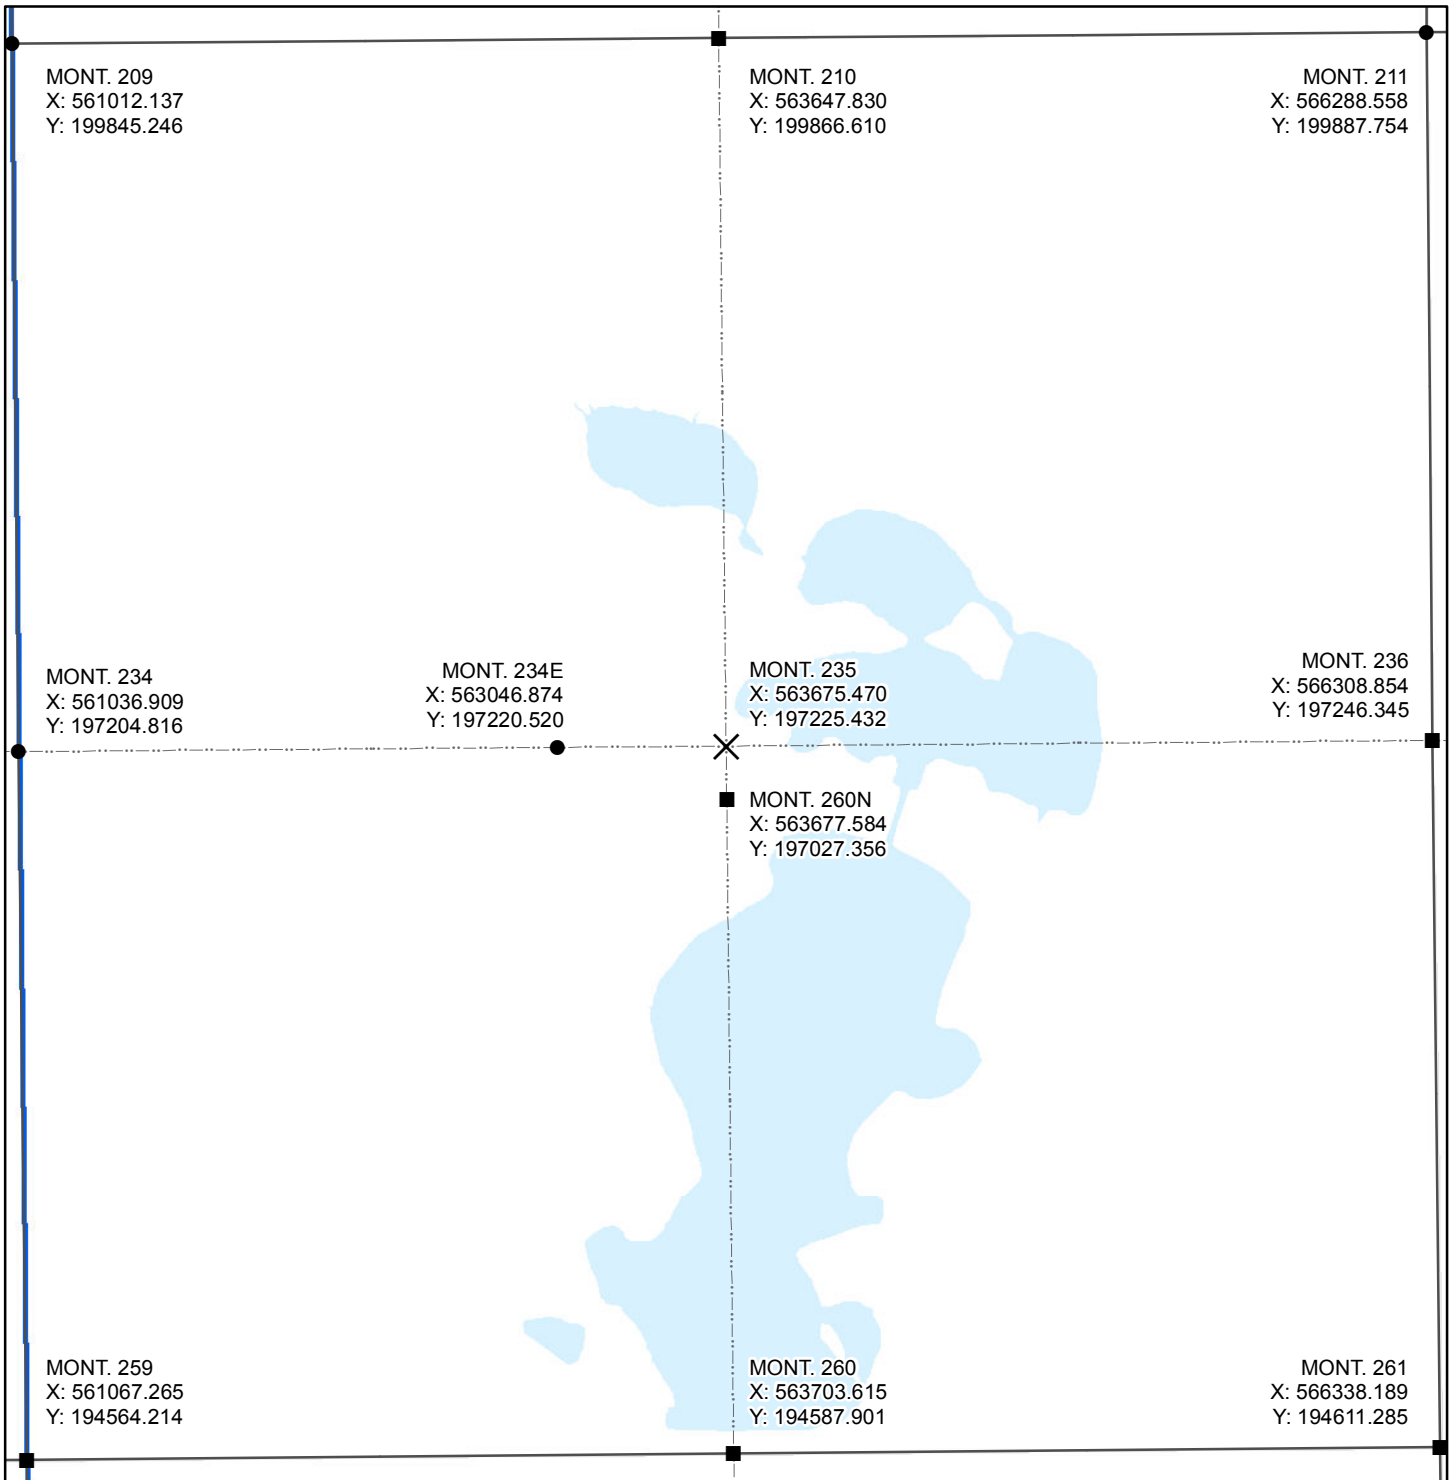 MONT. 209
X: 561012.137
Y: 199845.246
MONT. 210
X: 563647.830
Y: 199866.610
MONT. 211
X: 566288.558
Y: 199887.754
MONT. 234
X: 561036.909
Y: 197204.816
MONT. 234E
X: 563046.874
Y: 197220.520
MONT. 235
X: 563675.470
Y: 197225.432
MONT. 236
X: 566308.854
Y: 197246.345
MONT. 260N
X: 563677.584
Y: 197027.356
MONT. 259
X: 561067.265
Y: 194564.214
MONT. 260
X: 563703.615
Y: 194587.901
MONT. 261
X: 566338.189
Y: 194611.285